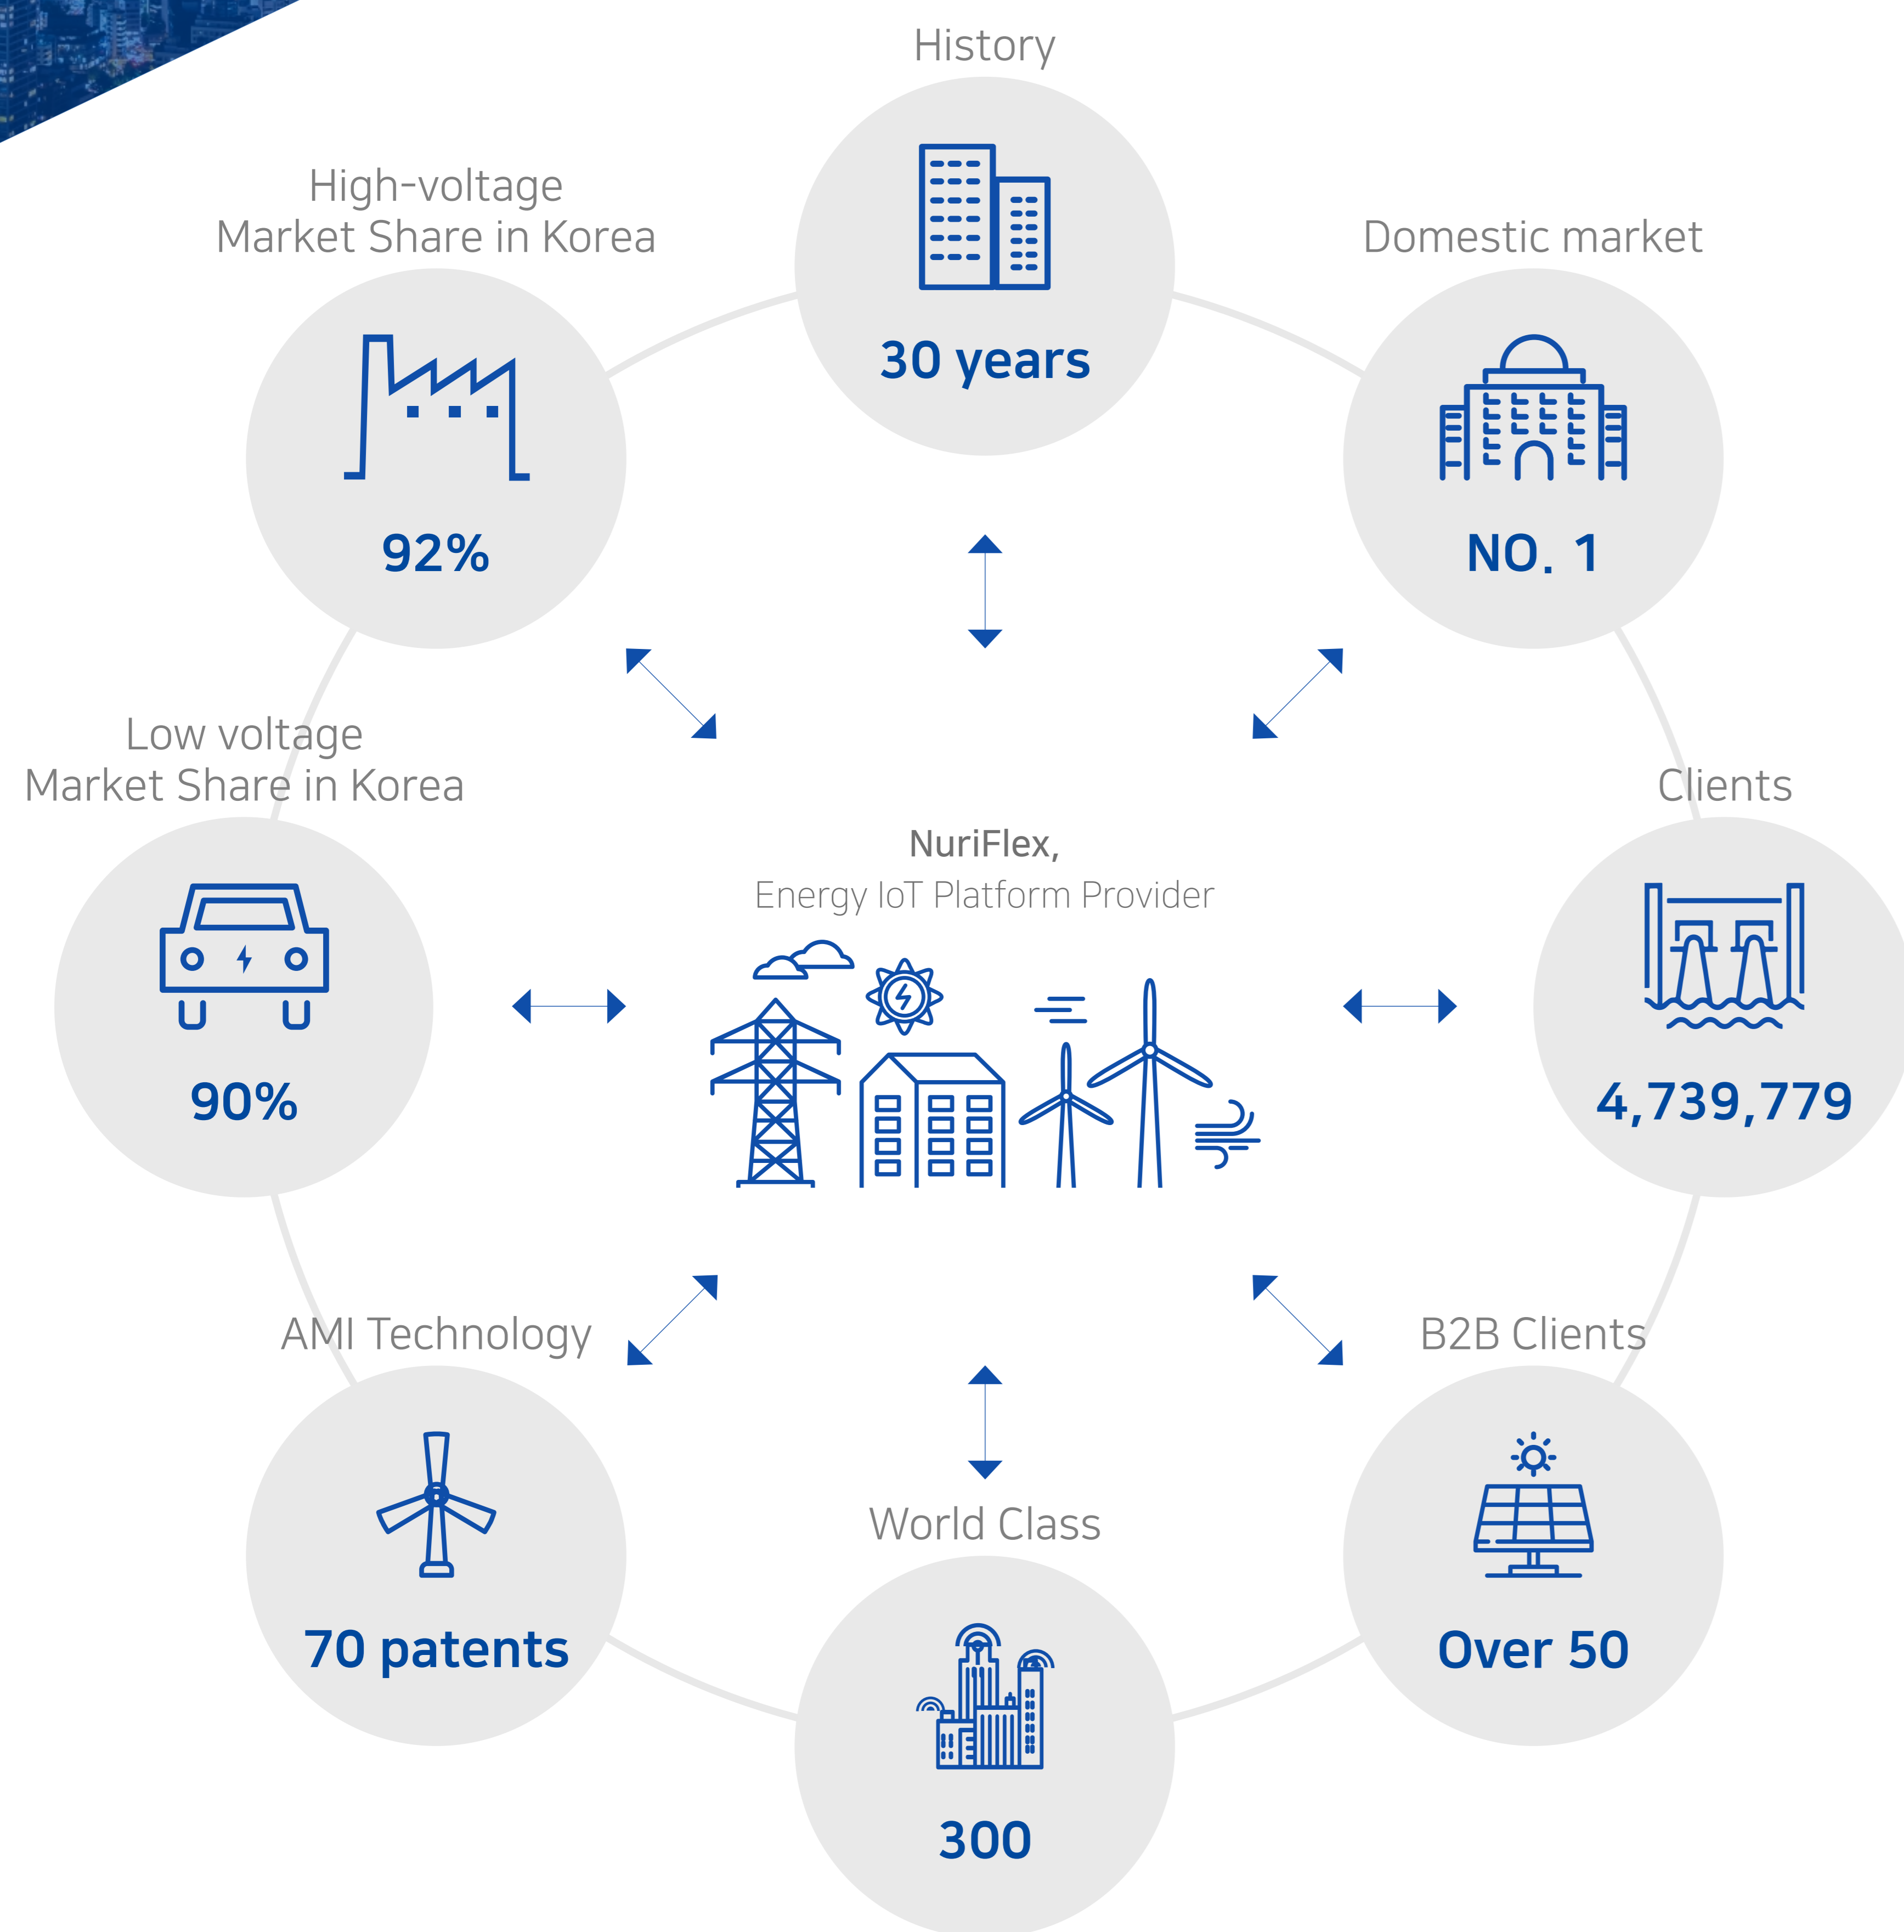 History
30 years
High-voltage
Market Share in Korea
92%
Domestic market
NO. 1
Low voltage
Market Share in Korea
90%
NuriFlex,
Energy IoT Platform Provider
Clients
4,739,779
AMI Technology
70 patents
B2B Clients
Over 50
World Class
300